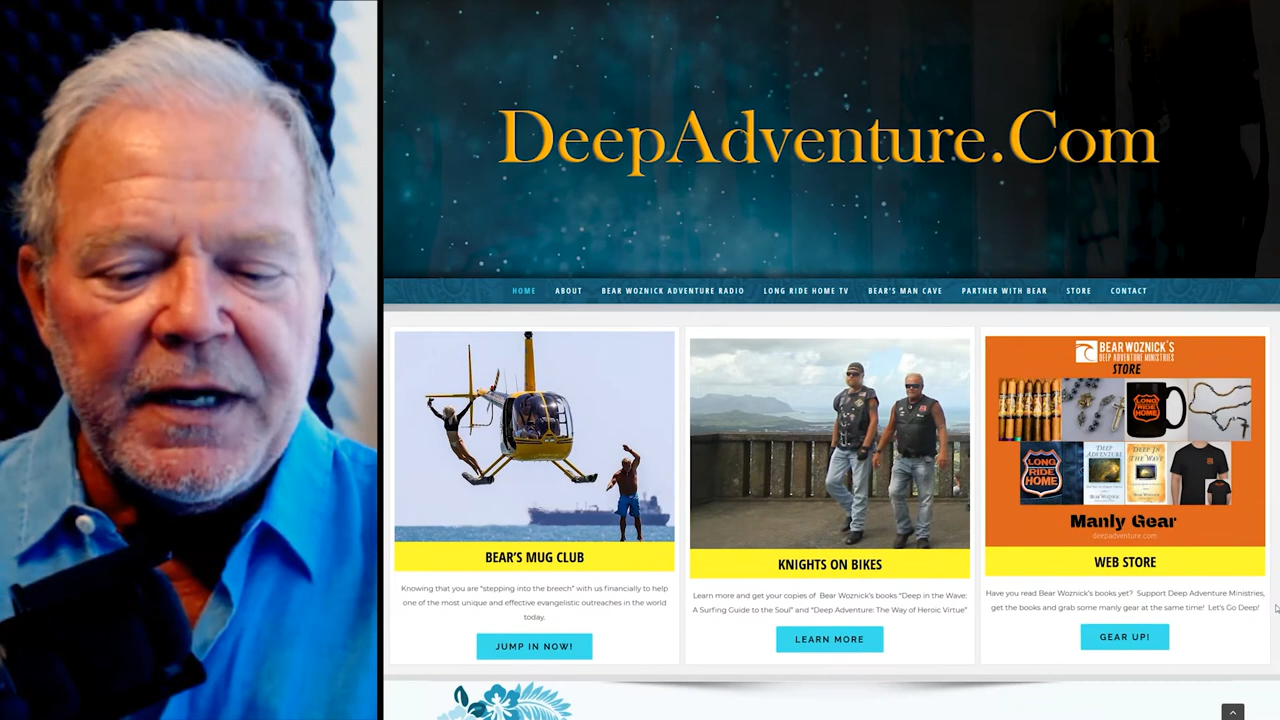 DeepAdventure.Com
HOME ABOUT BEAR WOZNICK ADVENTURE RADIO LONG RIDE HOME TV BEAR'S MAN CAVE PARTNER WITH BEAR STORE CONTACT
BEAR'S MUG CLUB
Knowing that you are "stepping into the breech" with us financially to help
one of the most unique and effective evangelistic outreaches in the world
today.
JUMP IN NOW!
KNIGHTS ON BIKES
Learn more and get your copies of Bear Woznick's books "Deep in the Wave:
A Surfing Guide to the Soul" and "Deep Adventure: The Way of Heroic Virtue"
LEARN MORE
BEAR WOZNICK'S
DEEP ADVENTURE MINISTRIES
STORE
LONG
RIDE
HOME
LONG
RIDE
HOME
DEEP
ADVENTURE
BEAR WOZNICK
DEEP IN
THE WAVE
BEAR WOZNICK
Manly Gear
deepadventure.com
WEB STORE
Have you read Bear Woznick's books yet? Support Deep Adventure Ministries,
get the books and grab some manly gear at the same time! Let's Go Deep!
GEAR UP!